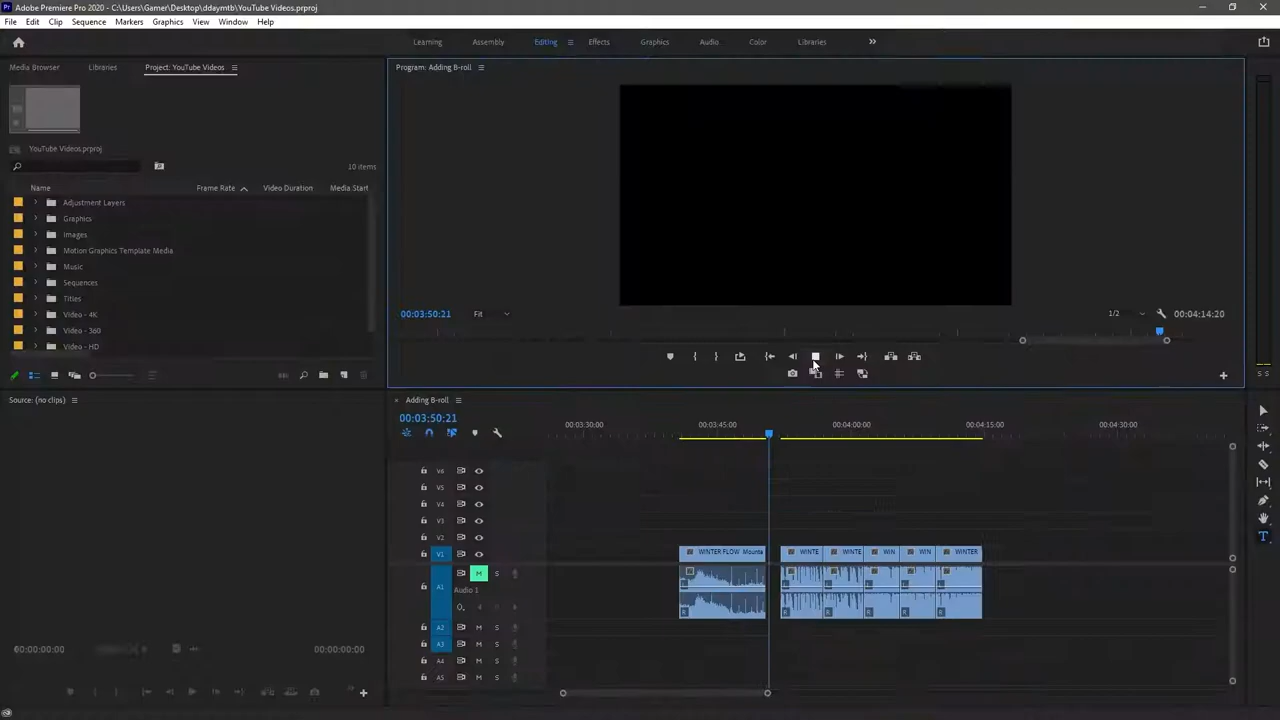 Adobe Premiere Pro 2020 - C:\Users\Gamer\Desktop\ddaymtb\YouTube Videos.prproj
File Edit Clip Sequence Markers Graphics View Window Help
Learning Assembly Editing Effects Graphics Audio Color Libraries
Media Browser Libraries Project: YouTube Videos
YouTube Videos.prproj
10 items
Name Frame Rate Video Duration Media Start
Adjustment Layers
Graphics
Images
Motion Graphics Template Media
Music
Sequences
Titles
Video - 4K
Video - 360
Video - HD
Program: Adding B-roll
00:03:50:21 Fit 1/2 00:04:14:20
Source: (no clips)
00:00:00:00 00:00:00:00
Adding B-roll
00:03:50:21
00:03:30:00 00:03:45:00 00:04:00:00 00:04:15:00 00:04:30:00
V6
V5
V4
V3
V2
V1 WINTER FLOW Mounta WINTE WINTE WIN WIN WINTER
A1 M S
Audio 1
L L L L L L
R R R R R R
A2 M S
A3 M S
A4 M S
A5 M S
S S